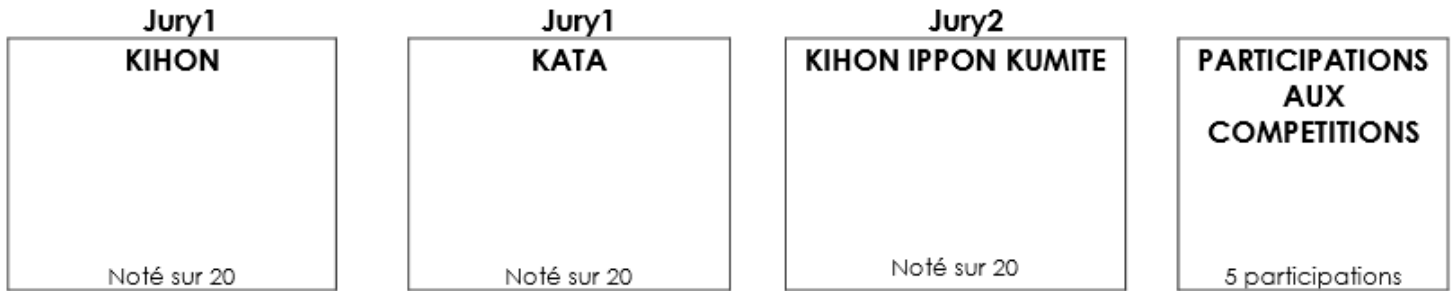 Jury1
KIHON
Noté sur 20
Jury1
KATA
Noté sur 20
Jury2
KIHON IPPON KUMITE
Noté sur 20
PARTICIPATIONS
AUX
COMPETITIONS
5 participations